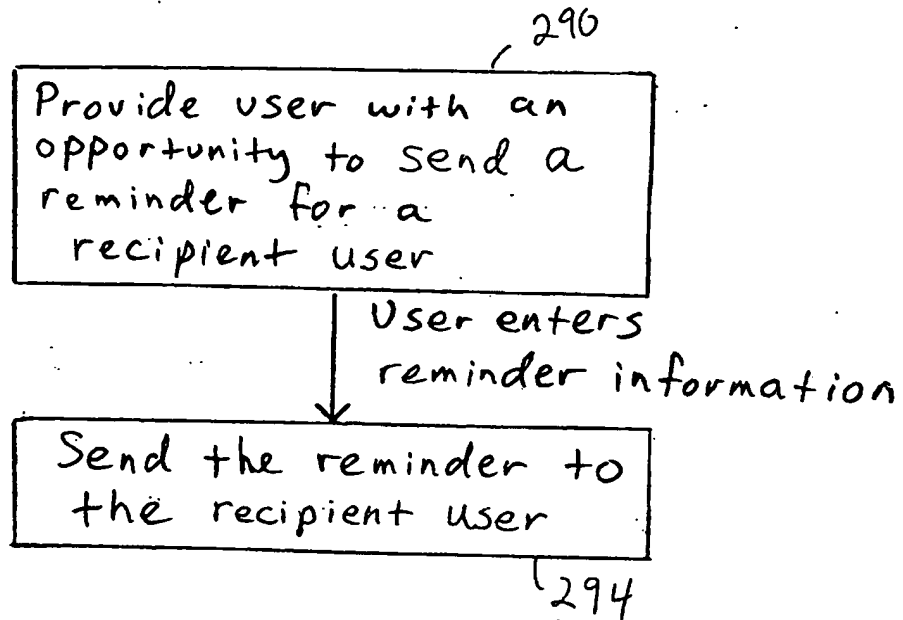 290
Provide user with an
opportunity to send a
reminder for a
recipient user
User enters
reminder information
Send the reminder to
the recipient user
294